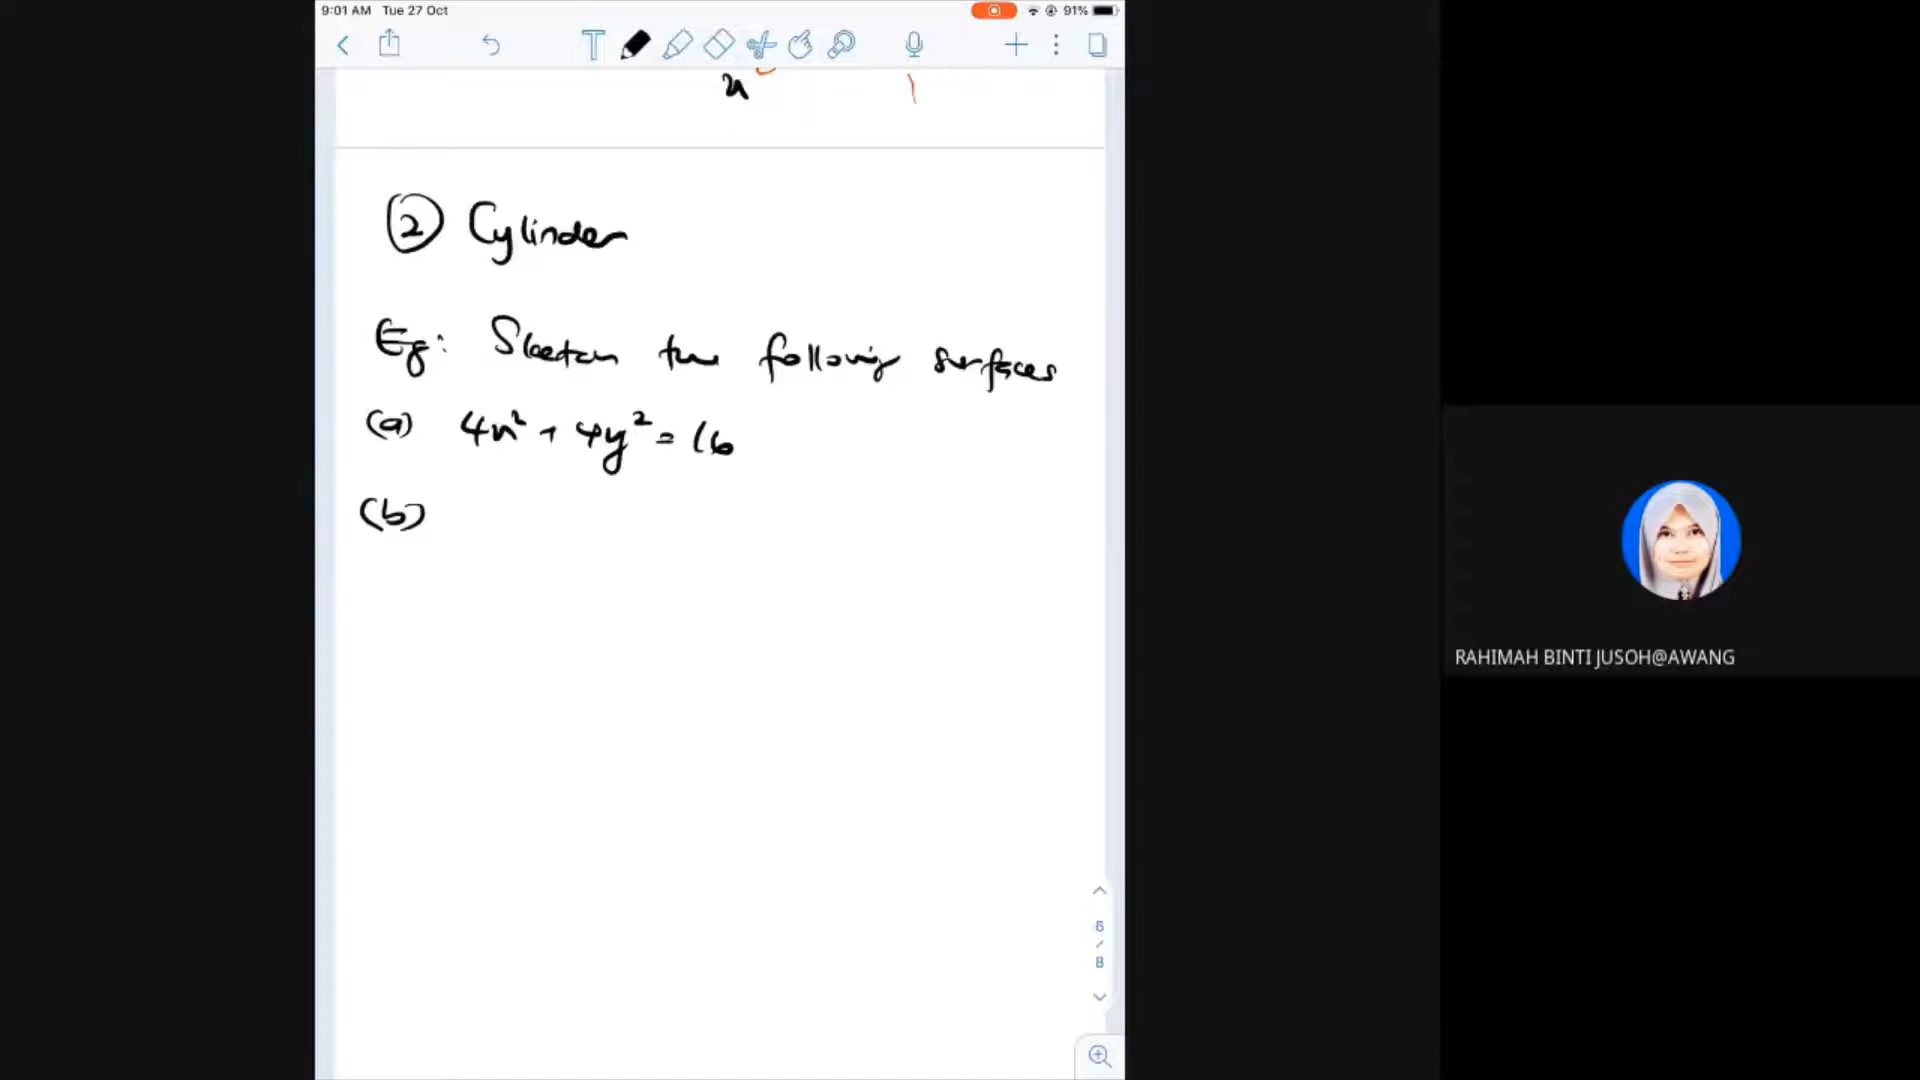 9:01 AM Tue 27 Oct
91%
x
② Cylinder
Eg: Sketch the following surfaces
(a) 4x² + 4y² = 16
(b)
6
/
8
RAHIMAH BINTI JUSOH@AWANG